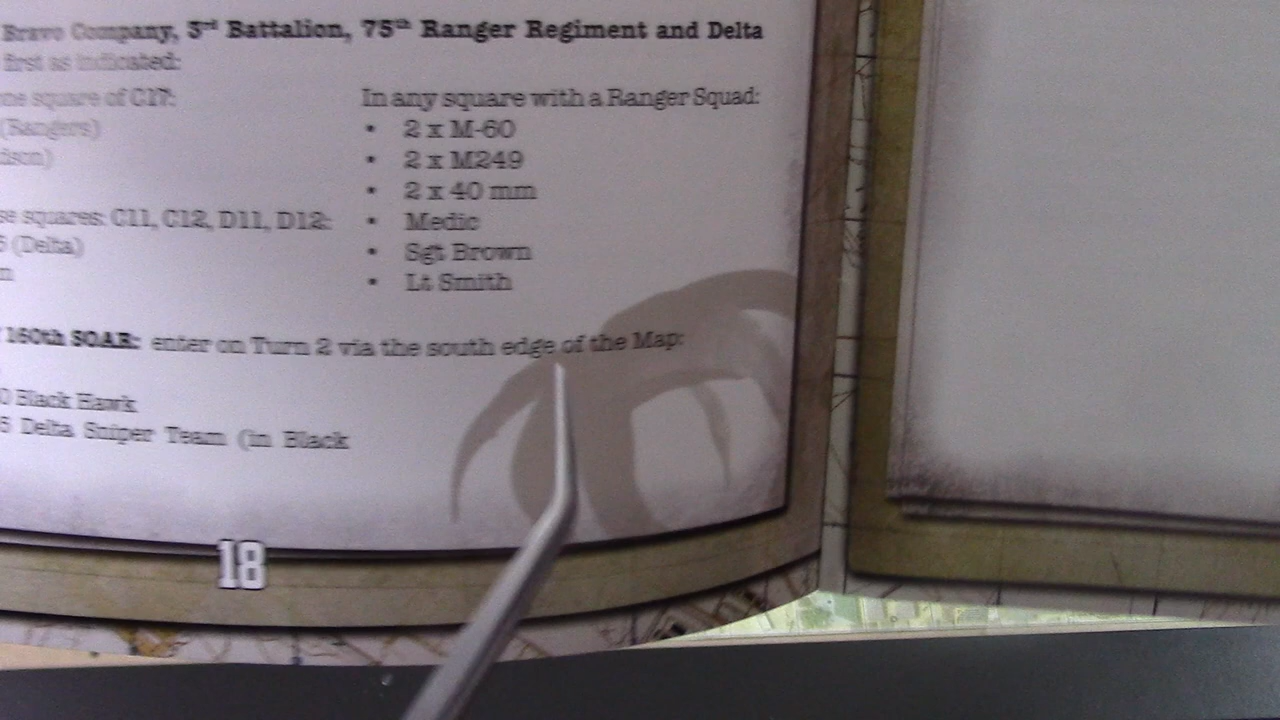 Bravo Company, 3rd Battalion, 75th Ranger Regiment and Delta
first as indicated:
square of C17:
(Rangers)
In any square with a Ranger Squad:
• 2 x M-60
• 2 x M249
• 2 x 40 mm
• Medic
• Sgt Brown
• Lt Smith
squares: C11, C12, D11, D12:
(Delta)
160th SOAR: enter on Turn 2 via the south edge of the Map:
Black Hawk
Delta Sniper Team (in Black
18